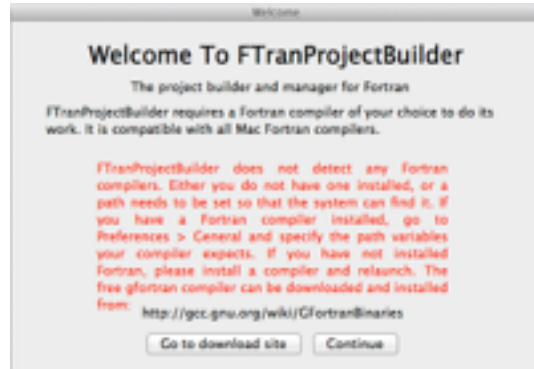 Welcome
Welcome To FTranProjectBuilder
The project builder and manager for Fortran
FTranProjectBuilder requires a Fortran compiler of your choice to do its
work. It is compatible with all Mac Fortran compilers.
FTranProjectBuilder does not detect any Fortran
compilers. Either you do not have one installed, or a
path needs to be set so that the system can find it. If
you have a Fortran compiler installed, go to
Preferences > General and specify the path variables
your compiler expects. If you have not installed
Fortran, please install a compiler and relaunch. The
free gfortran compiler can be downloaded and installed
from:
http://gcc.gnu.org/wiki/GFortranBinaries
Go to download site
Continue